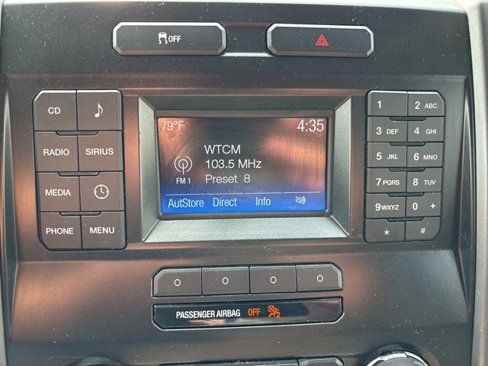 OFF
CD
RADIO SIRIUS
MEDIA
PHONE MENU
79°F 4:35
WTCM
103.5 MHz
FM 1 Preset 8
AutStore Direct Info
1 2 ABC
3 DEF 4 GHI
5 JKL 6 MNO
7 PQRS 8 TUV
9 WXYZ 0 +
* #
PASSENGER AIRBAG OFF